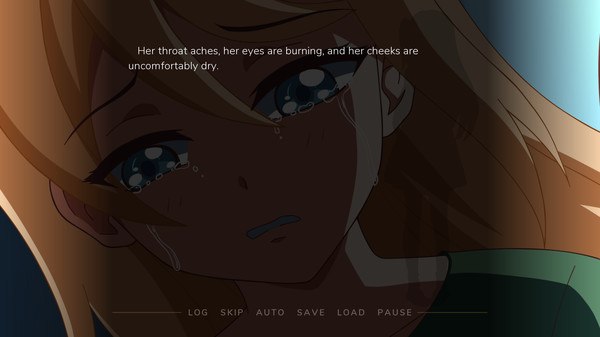 Her throat aches, her eyes are burning, and her cheeks are
uncomfortably dry.
LOG SKIP AUTO SAVE LOAD PAUSE